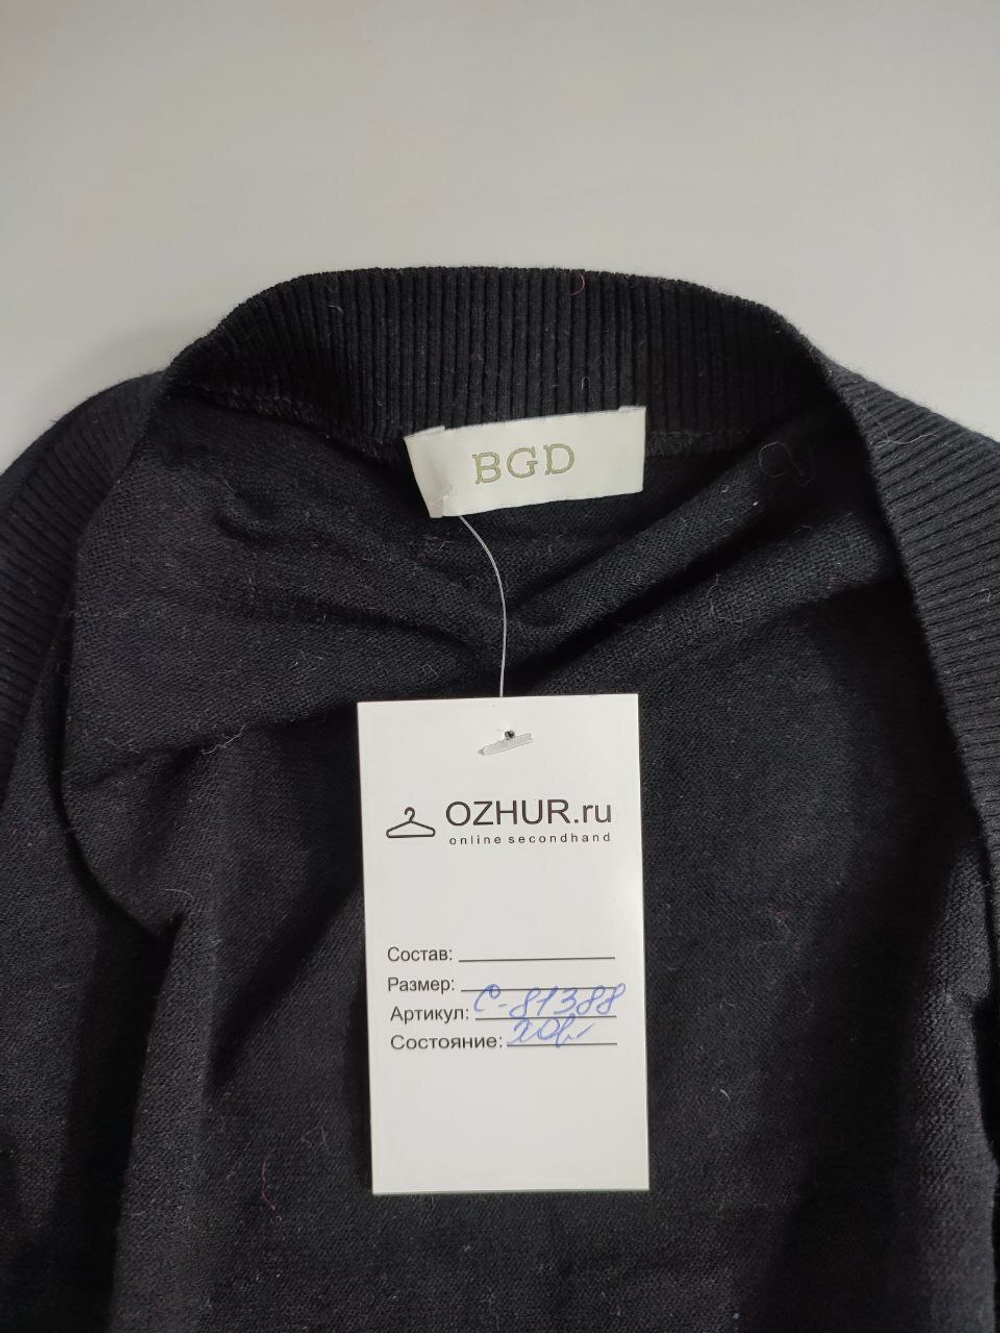 BGD
OZHUR.ru
online secondhand
Состав:
Размер:
Артикул: С-81388
Состояние: